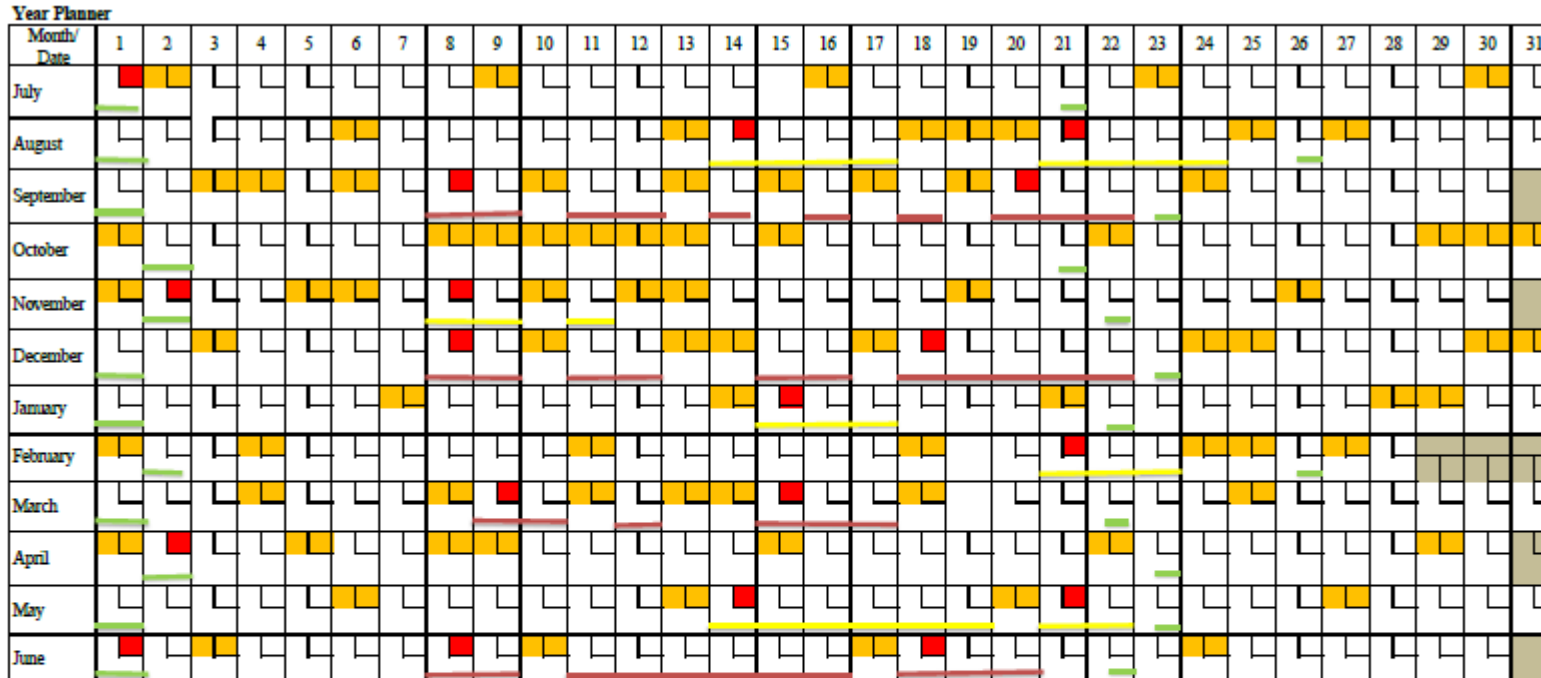 Year Planner
Month/ 1 2 3 4 5 6 7 8 9 10 11 12 13 14 15 16 17 18 19 20 21 22 23 24 25 26 27 28 29 30 31
Date
July
August
September
October
November
December
January
February
March
April
May
June